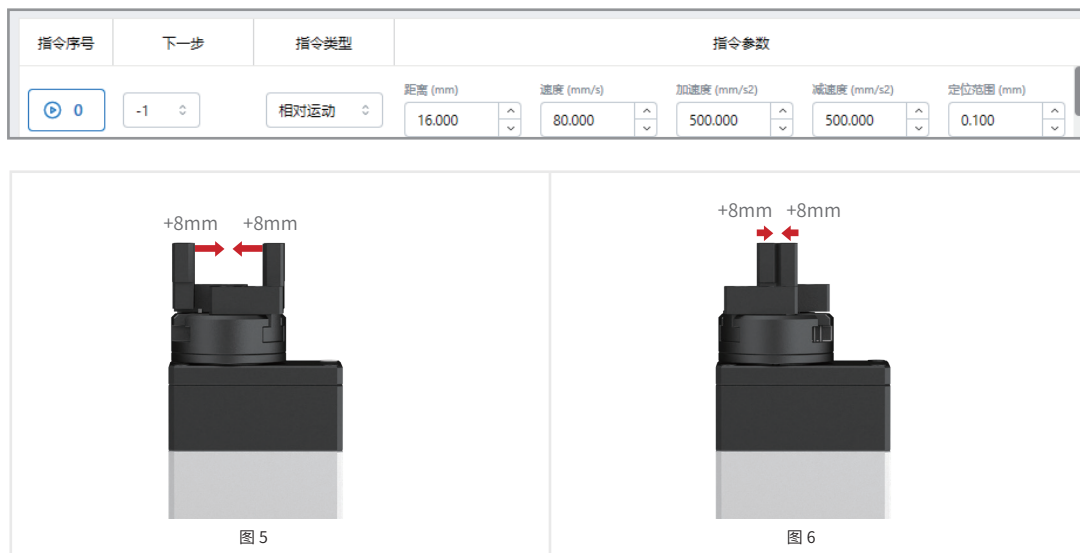 指令序号 下一步 指令类型 指令参数
距离 (mm) 速度 (mm/s) 加速度 (mm/s2) 减速度 (mm/s2) 定位范围 (mm)
0 -1 相对运动 16.000 80.000 500.000 500.000 0.100
+8mm +8mm
+8mm +8mm
图 5
图 6